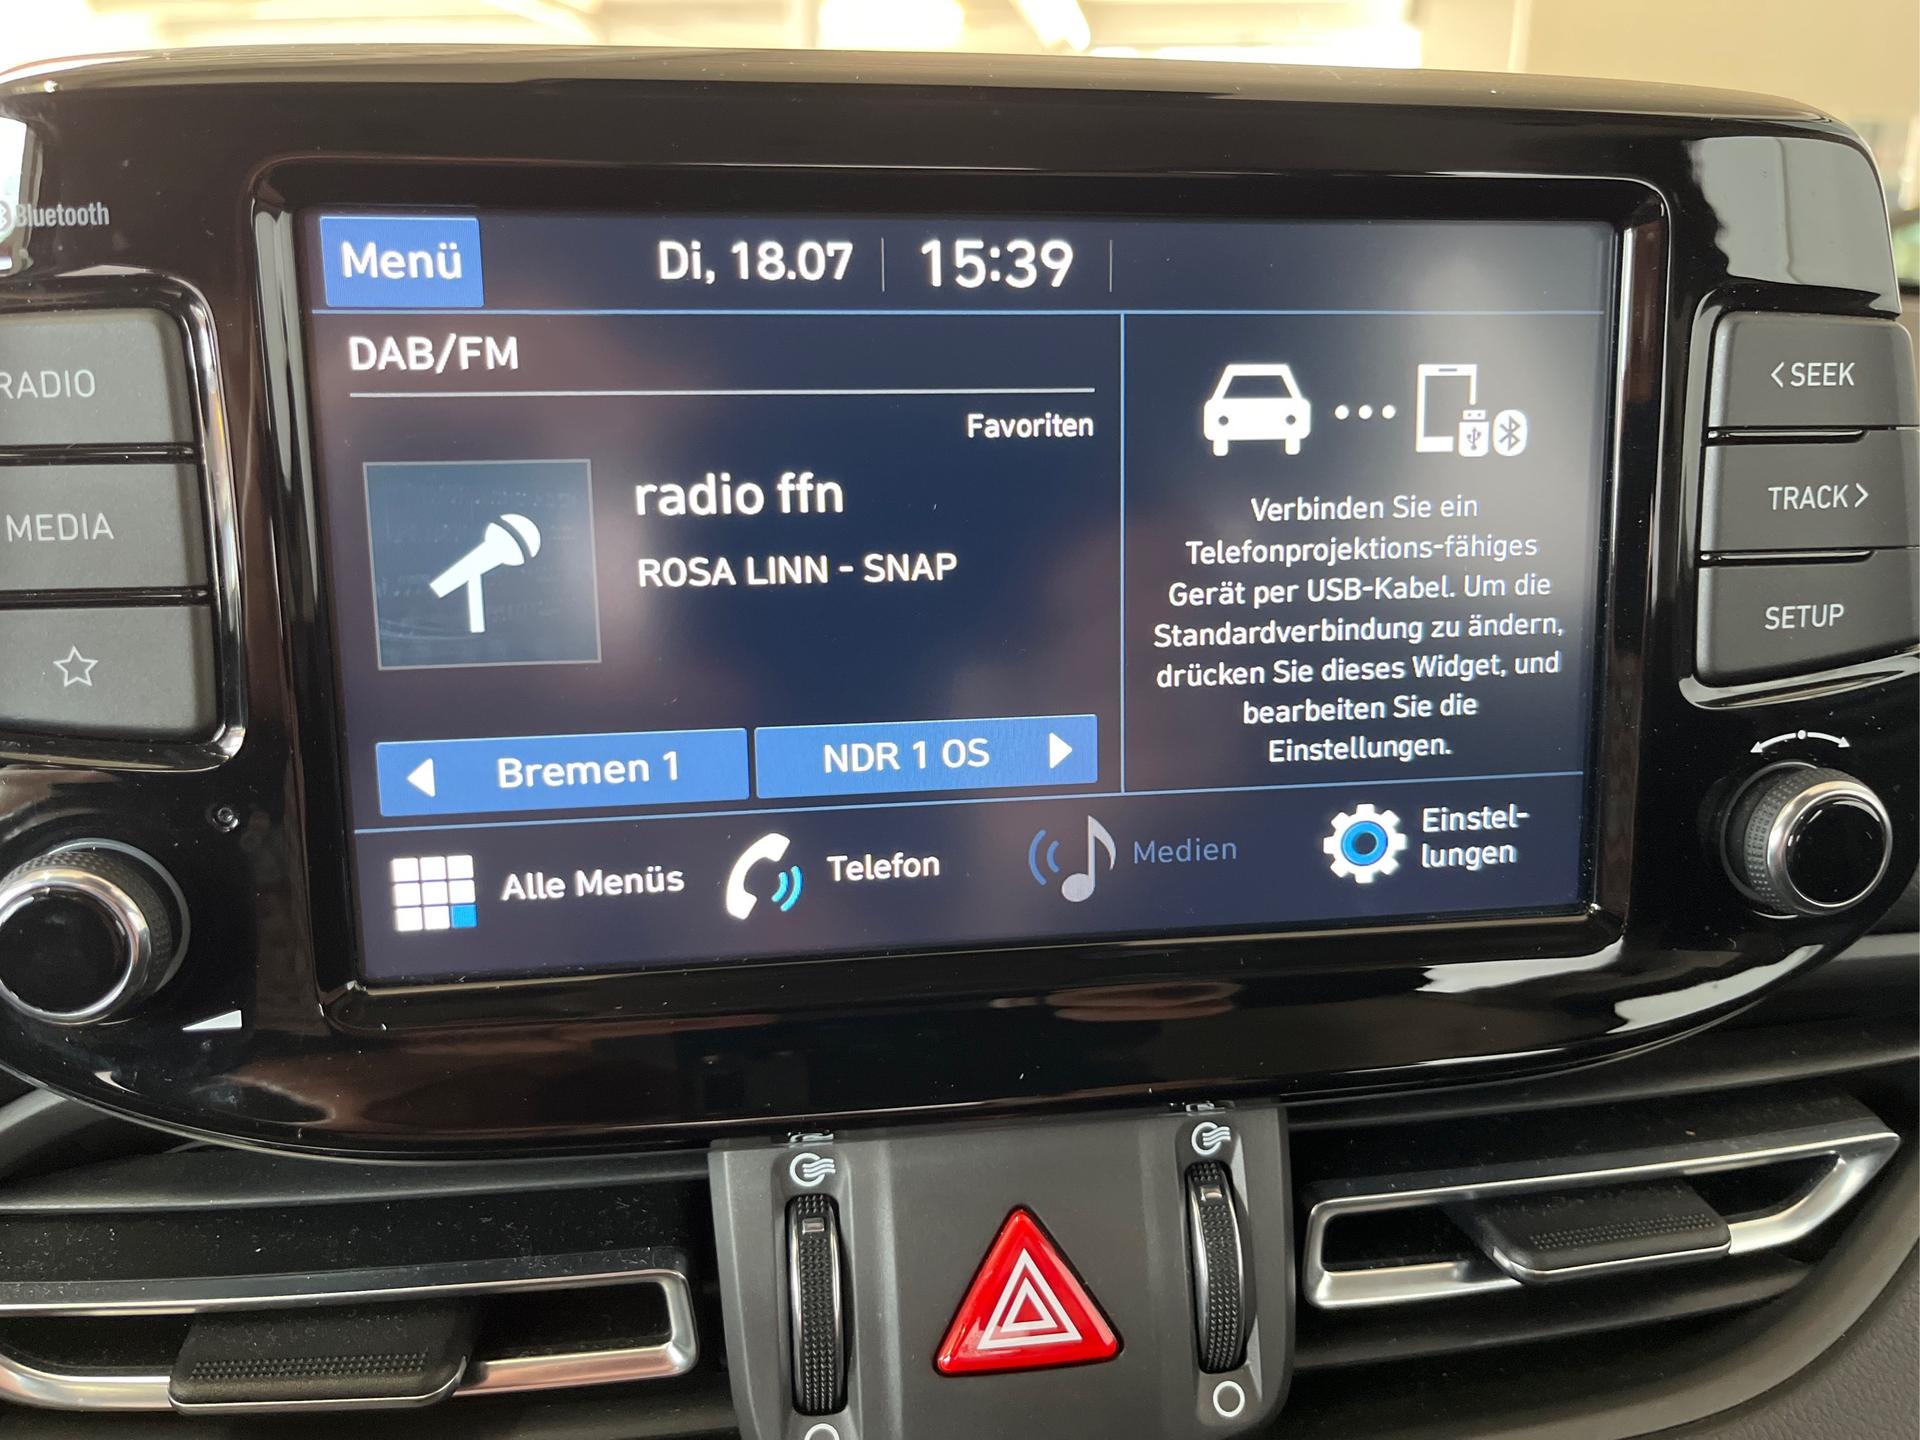 Bluetooth
Menü
Di, 18.07
15:39
RADIO
MEDIA
DAB/FM
Favoriten
radio ffn
ROSA LINN - SNAP
Bremen 1
NDR 1 OS
Verbinden Sie ein
Telefonprojektions-fähiges
Gerät per USB-Kabel. Um die
Standardverbindung zu ändern,
drücken Sie dieses Widget, und
bearbeiten Sie die
Einstellungen.
Alle Menüs
Telefon
Medien
Einstel-
lungen
<SEEK
TRACK>
SETUP